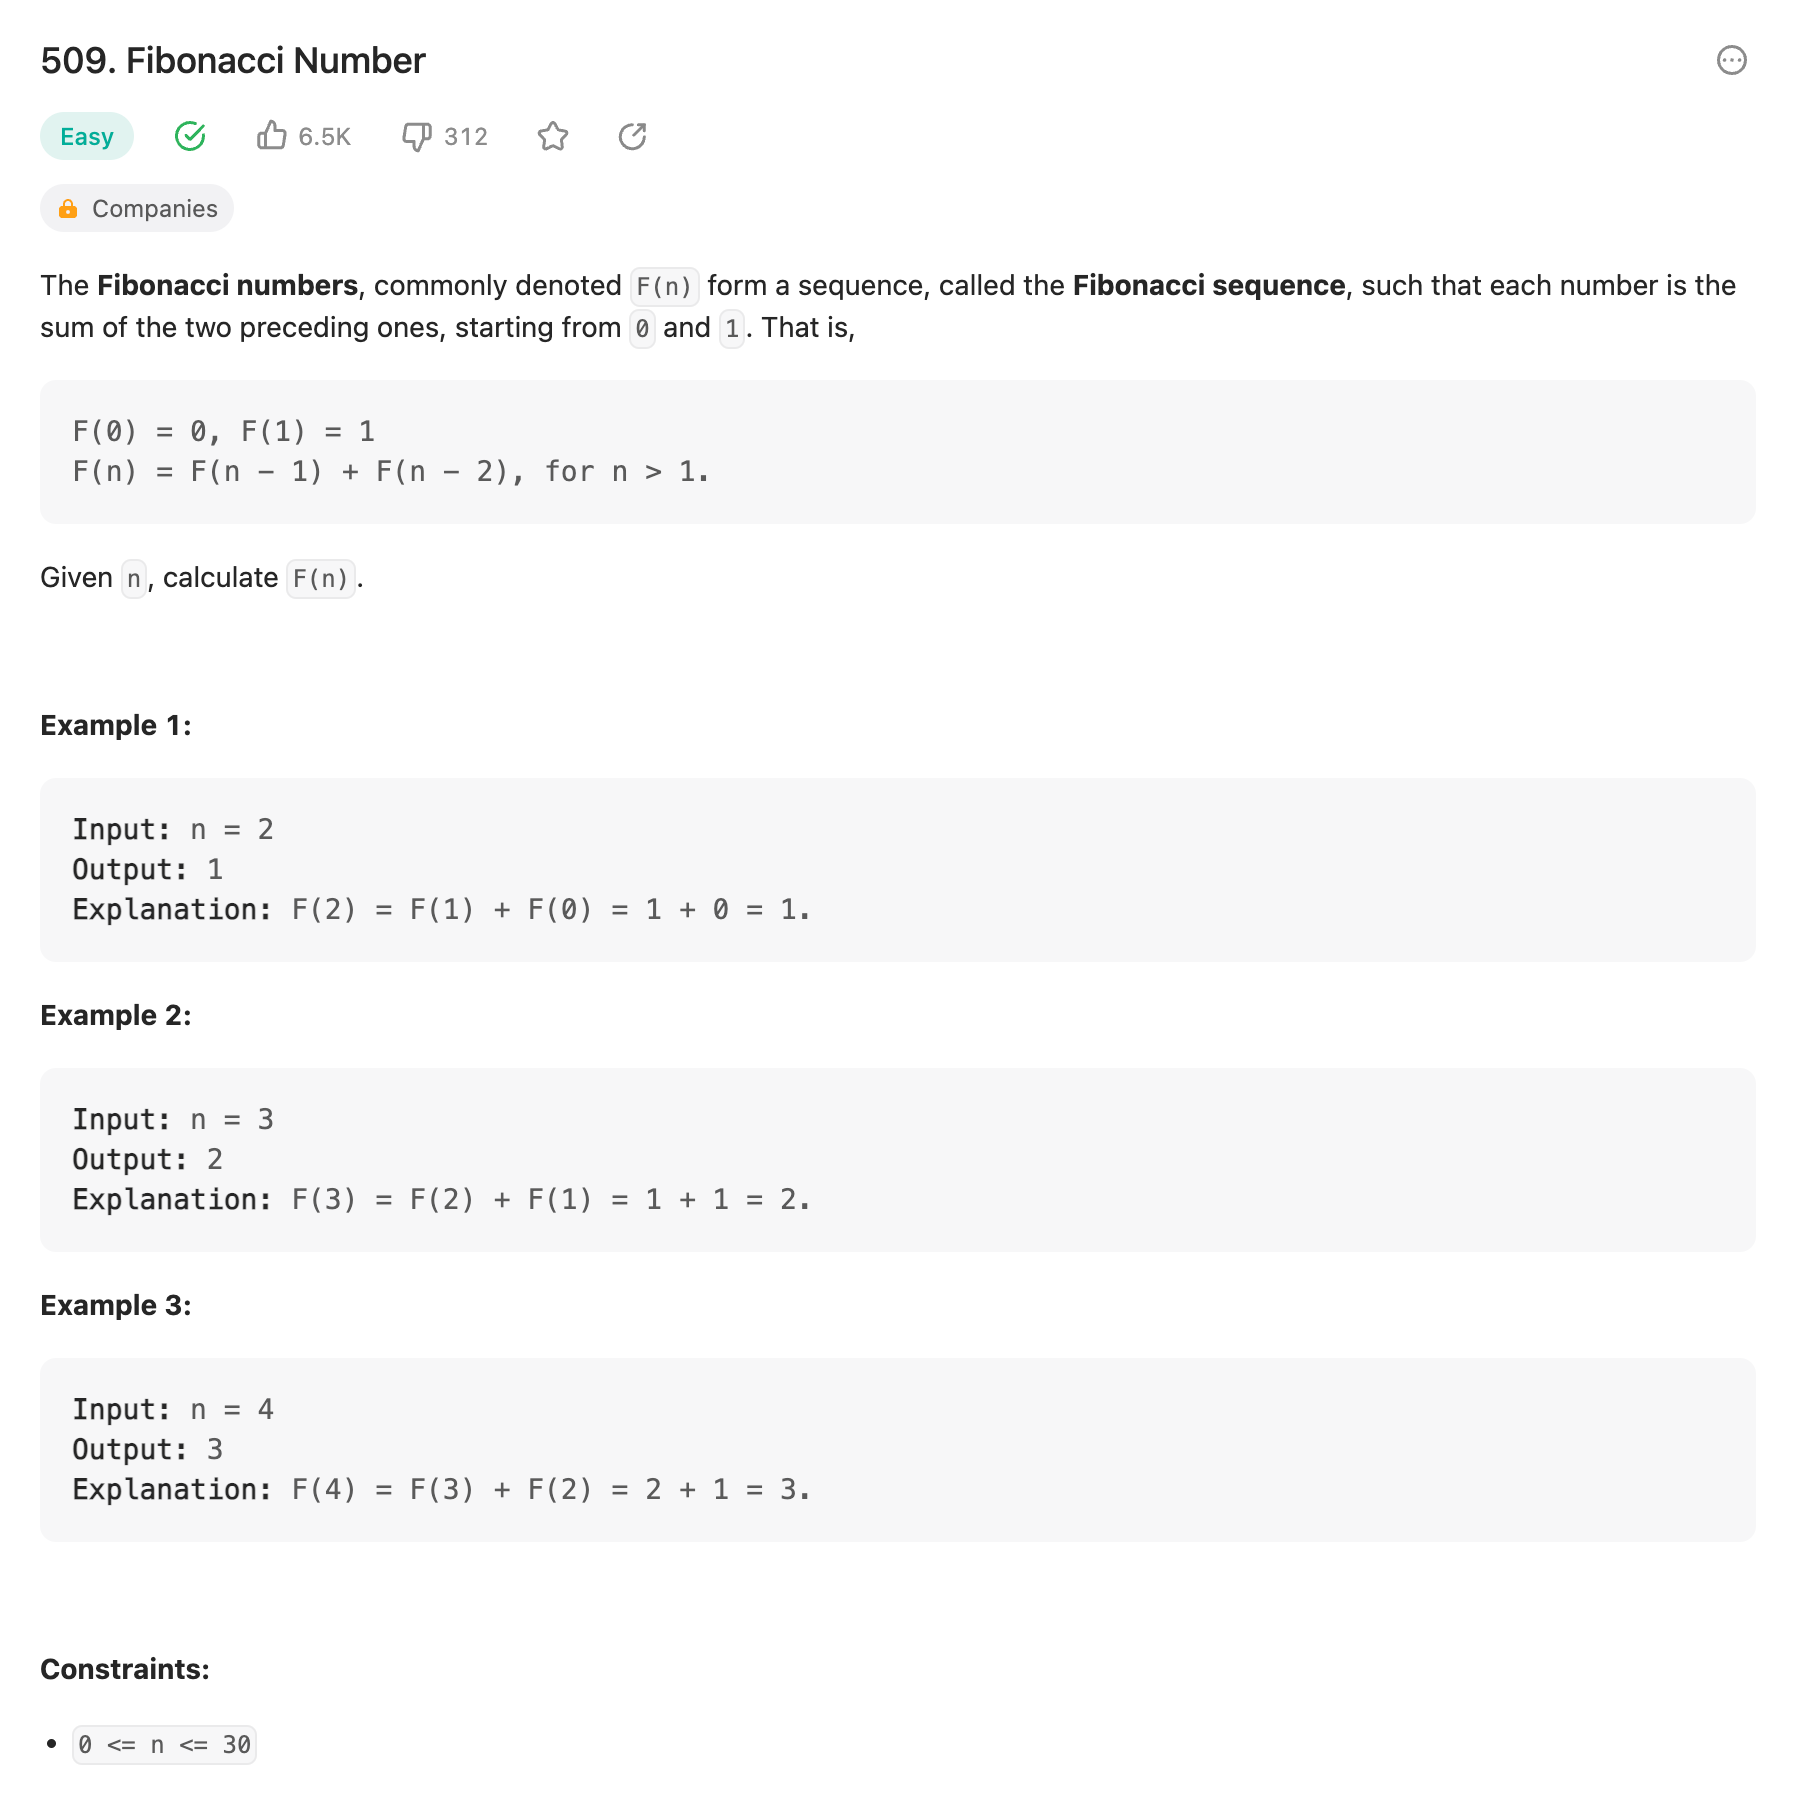 509. Fibonacci Number
Easy 6.5K 312
Companies
The Fibonacci numbers, commonly denoted F(n) form a sequence, called the Fibonacci sequence, such that each number is the
sum of the two preceding ones, starting from 0 and 1. That is,
F(0) = 0, F(1) = 1
F(n) = F(n − 1) + F(n − 2), for n > 1.
Given n, calculate F(n).
Example 1:
Input: n = 2
Output: 1
Explanation: F(2) = F(1) + F(0) = 1 + 0 = 1.
Example 2:
Input: n = 3
Output: 2
Explanation: F(3) = F(2) + F(1) = 1 + 1 = 2.
Example 3:
Input: n = 4
Output: 3
Explanation: F(4) = F(3) + F(2) = 2 + 1 = 3.
Constraints:
• 0 <= n <= 30